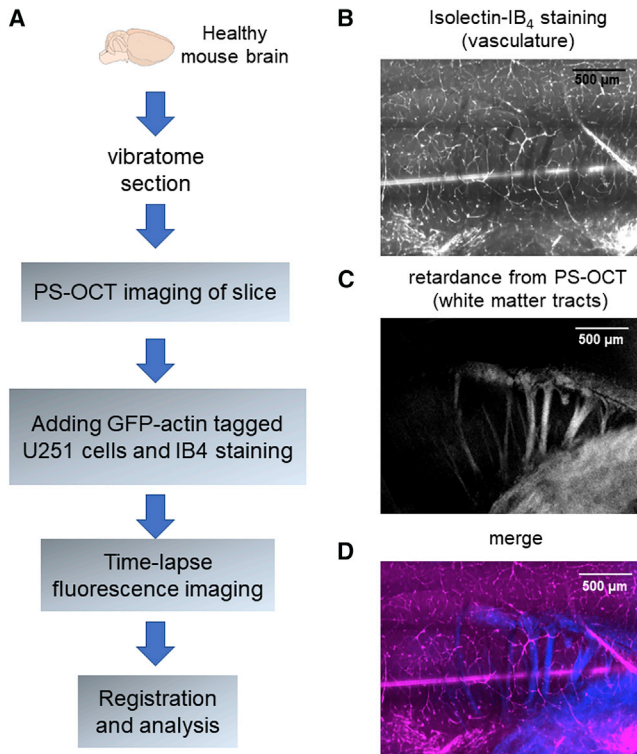 A
Healthy
mouse brain
vibratome
section
PS-OCT imaging of slice
Adding GFP-actin tagged
U251 cells and IB4 staining
Time-lapse
fluorescence imaging
Registration
and analysis
B
Isolectin-IB₄ staining
(vasculature)
500 µm
C
retardance from PS-OCT
(white matter tracts)
500 µm
D
merge
500 µm